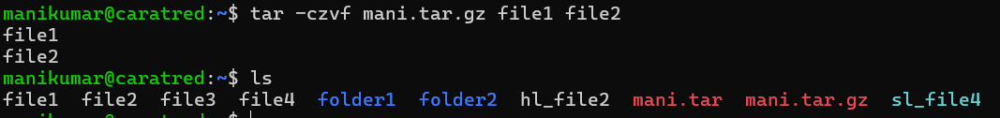 manikumar@caratred:~$ tar -czvf mani.tar.gz file1 file2
file1
file2
manikumar@caratred:~$ ls
file1  file2  file3  file4  folder1  folder2  hl_file2  mani.tar  mani.tar.gz  sl_file4
manikumar@caratred:~$